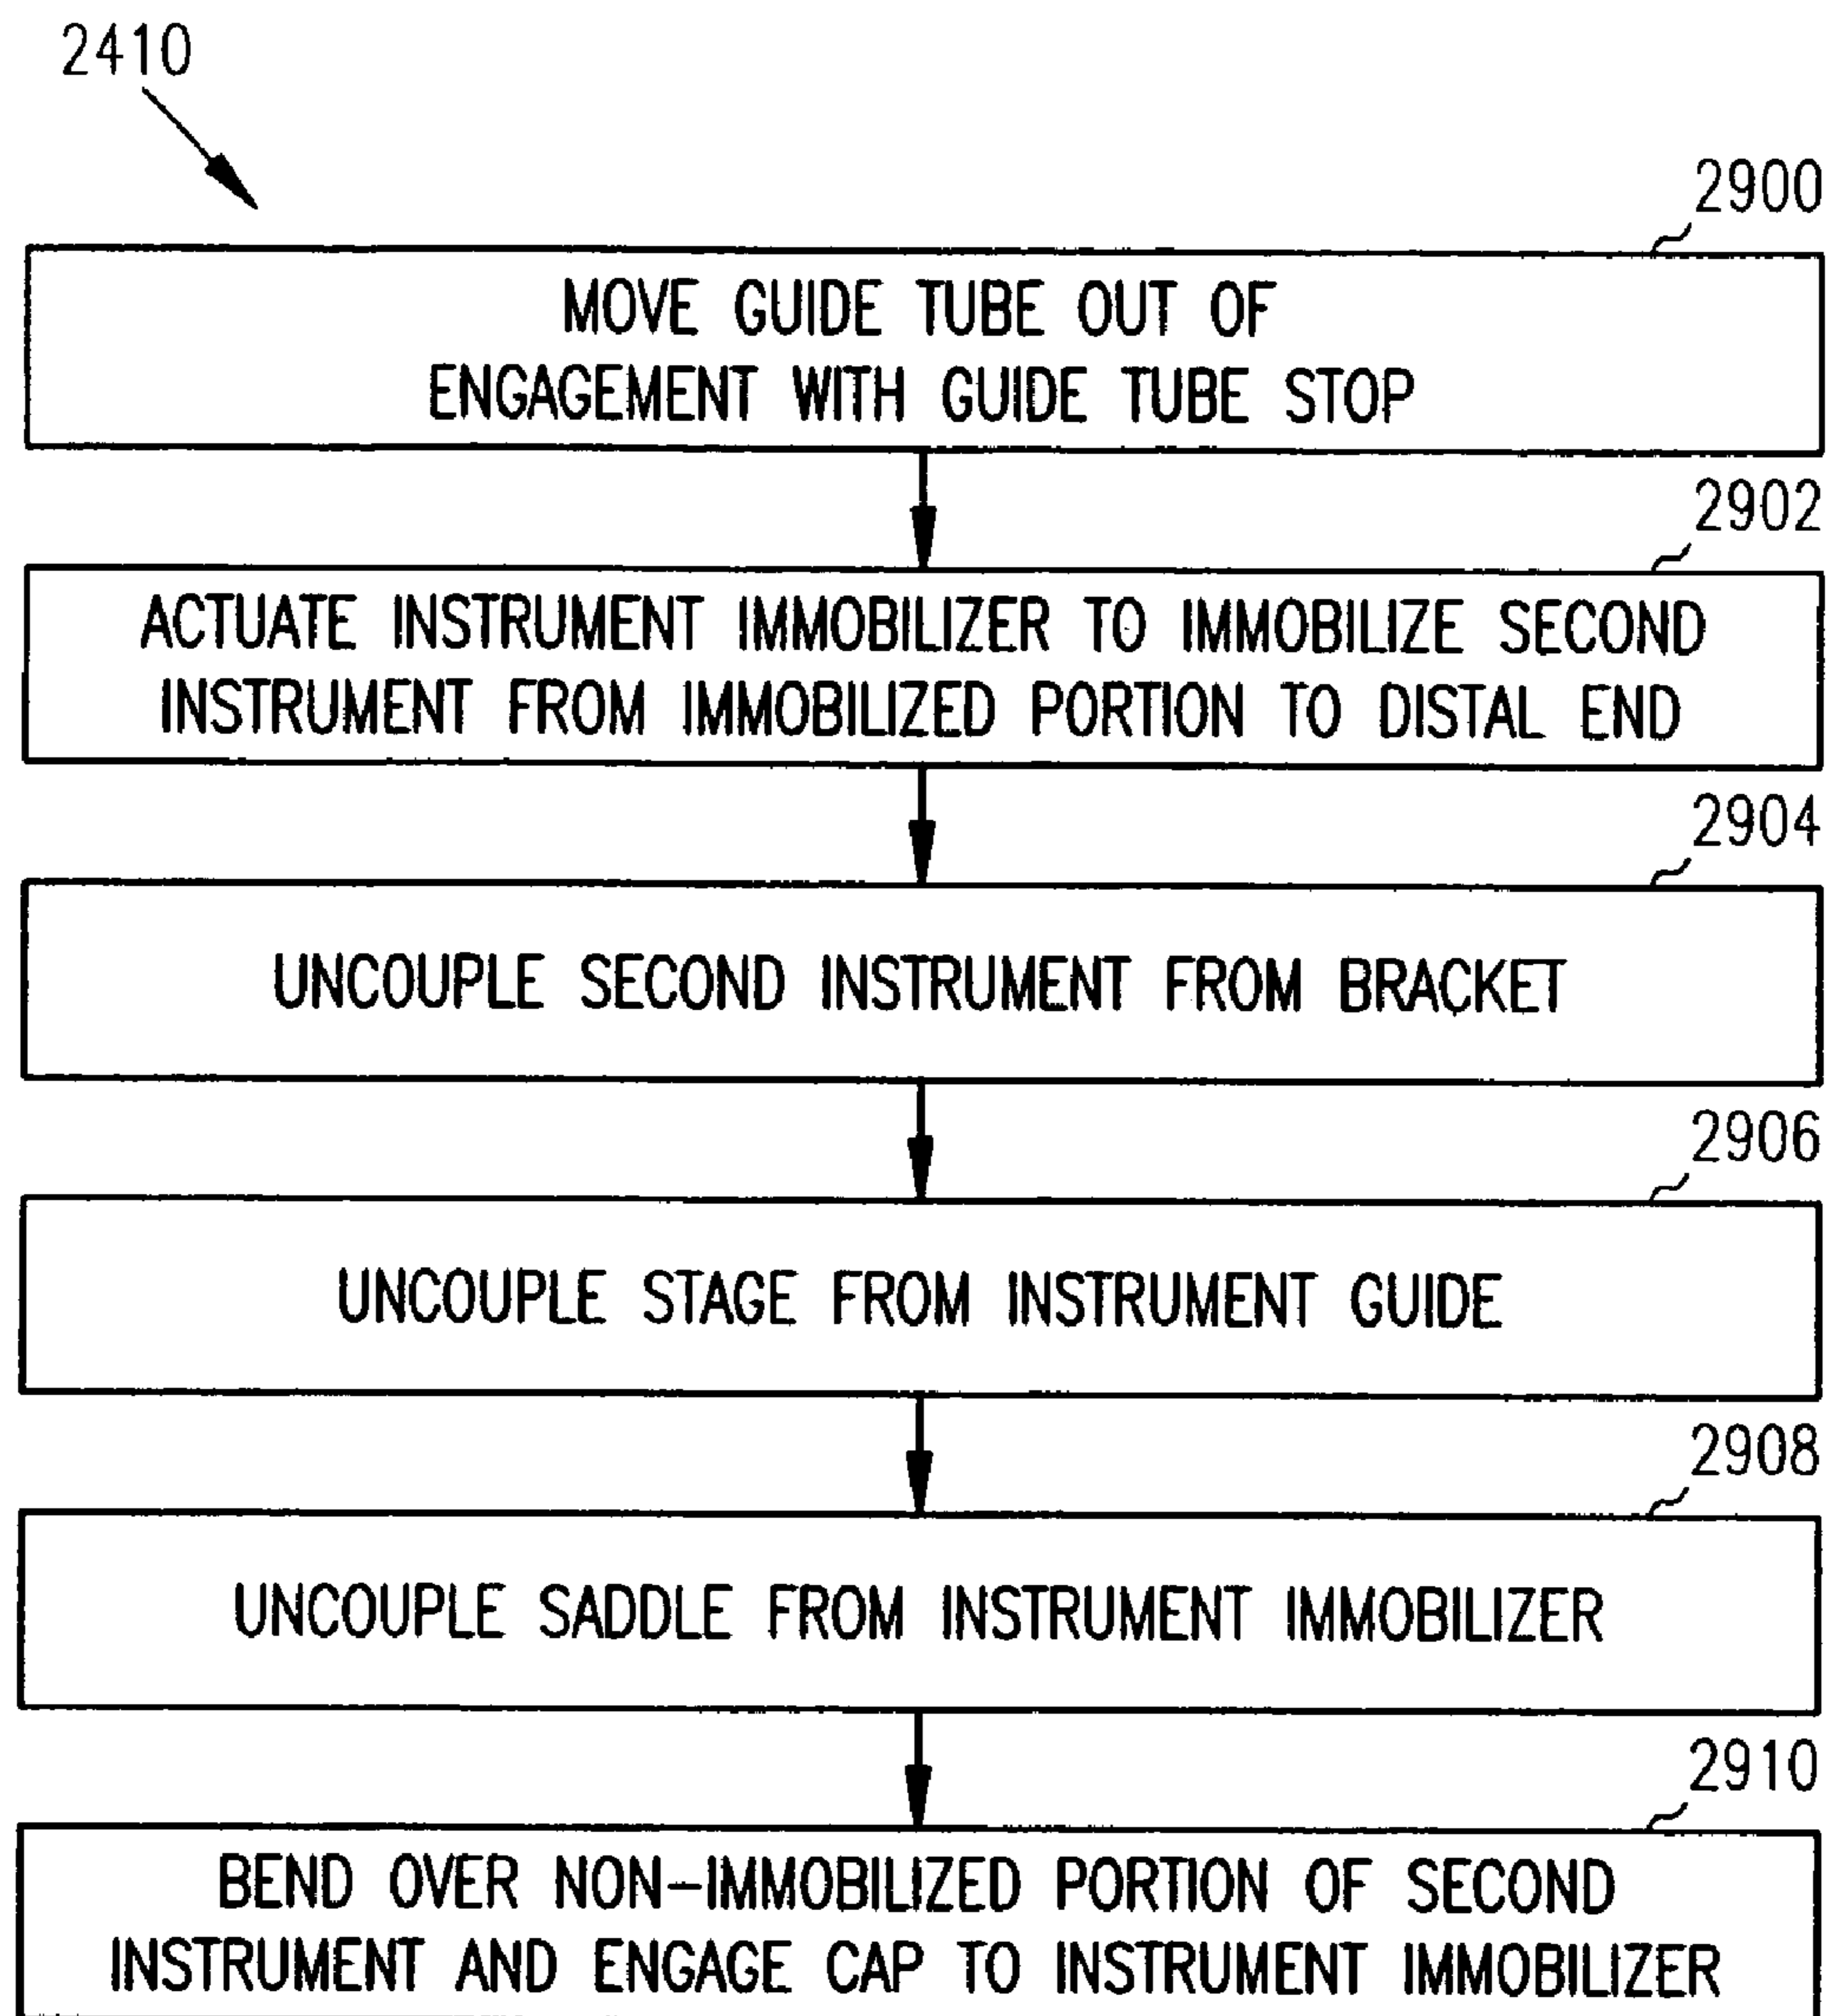 2410
2900
MOVE GUIDE TUBE OUT OF
ENGAGEMENT WITH GUIDE TUBE STOP
2902
ACTUATE INSTRUMENT IMMOBILIZER TO IMMOBILIZE SECOND
INSTRUMENT FROM IMMOBILIZED PORTION TO DISTAL END
2904
UNCOUPLE SECOND INSTRUMENT FROM BRACKET
2906
UNCOUPLE STAGE FROM INSTRUMENT GUIDE
2908
UNCOUPLE SADDLE FROM INSTRUMENT IMMOBILIZER
2910
BEND OVER NON-IMMOBILIZED PORTION OF SECOND
INSTRUMENT AND ENGAGE CAP TO INSTRUMENT IMMOBILIZER